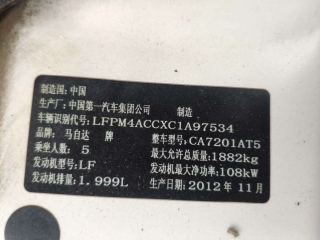 制造国：中国
生产厂：中国第一汽车集团公司 制造
车辆识别代号：LFPM4ACCXC1A97534
品牌：马自达 牌 整车型号：CA7201AT5
乘坐人数：5 最大允许总质量：1882kg
发动机型号：LF 发动机最大净功率：108kW
发动机排量：1.999L 2012年11月